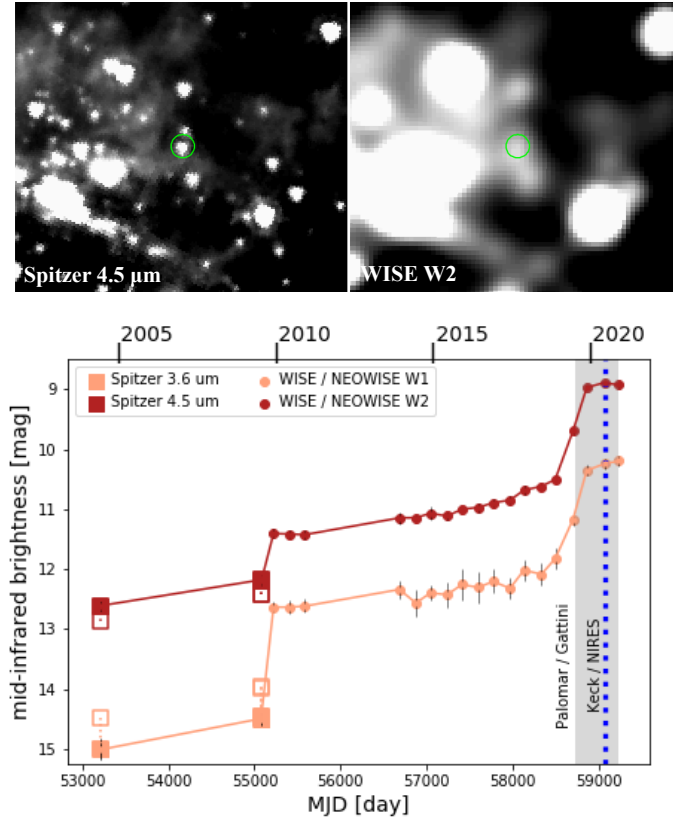 Spitzer 4.5 μm
WISE W2
2005 2010 2015 2020
Spitzer 3.6 um
Spitzer 4.5 um
WISE / NEOWISE W1
WISE / NEOWISE W2
mid-infrared brightness [mag]
9
10
11
12
13
14
15
Palomar / Gattini
Keck / NIRES
53000 54000 55000 56000 57000 58000 59000
MJD [day]